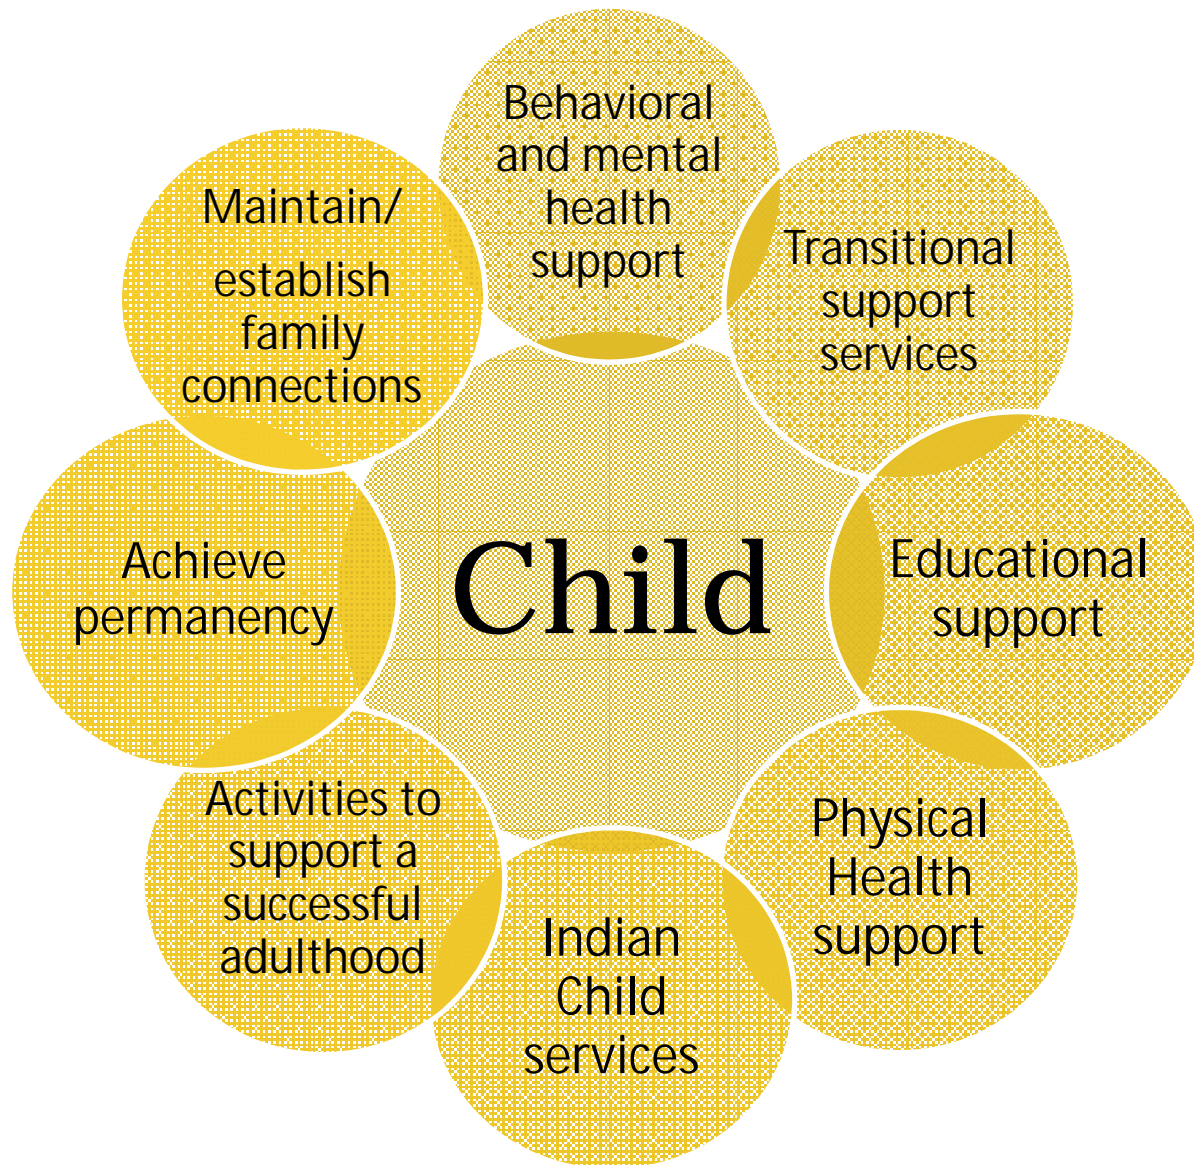 Behavioral
and mental
health
support
Transitional
support
services
Educational
support
Physical
Health
support
Indian
Child
services
Activities to
support a
successful
adulthood
Achieve
permanency
Maintain/
establish
family
connections
Child